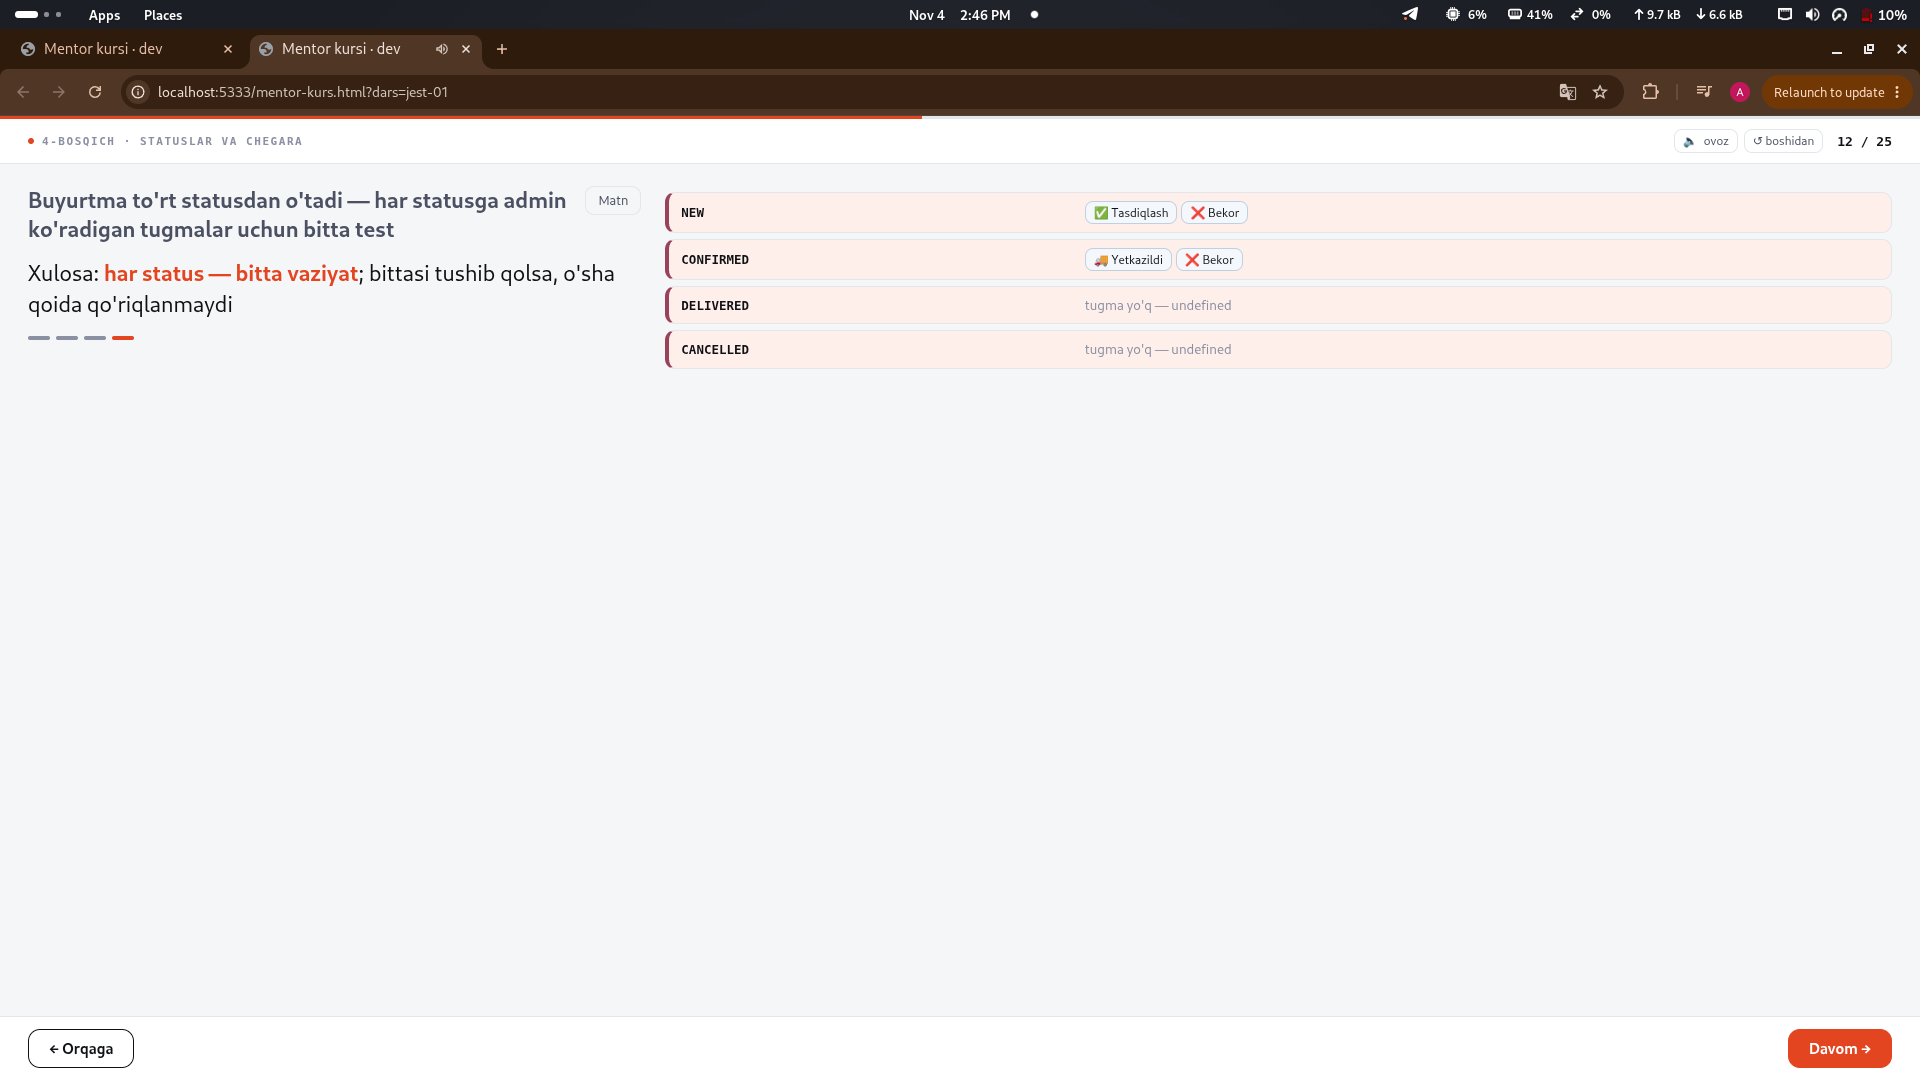 Apps Places Nov 4 2:46 PM 6% 41% 0% 9.7 kB 6.6 kB 10%
Mentor kursi · dev Mentor kursi · dev
localhost:5333/mentor-kurs.html?dars=jest-01 A Relaunch to update
4-BOSQICH · STATUSLAR VA CHEGARA ovoz ↺ boshidan 12 / 25
Buyurtma to'rt statusdan o'tadi — har statusga admin
ko'radigan tugmalar uchun bitta test
Matn
Xulosa: har status — bitta vaziyat; bittasi tushib qolsa, o'sha
qoida qo'riqlanmaydi
NEW ✅ Tasdiqlash ❌ Bekor
CONFIRMED 🚚 Yetkazildi ❌ Bekor
DELIVERED tugma yo'q — undefined
CANCELLED tugma yo'q — undefined
← Orqaga Davom →